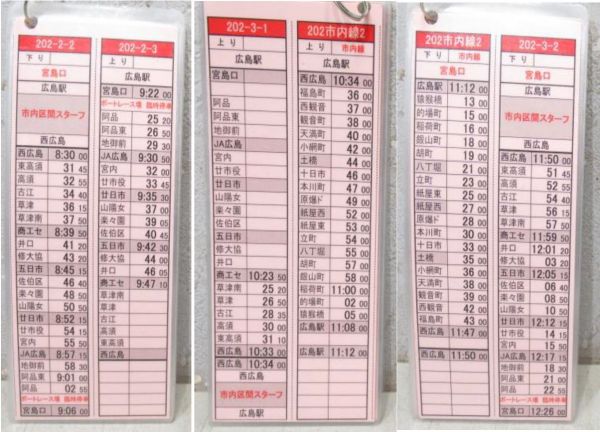 202-2-2
下り
宮島口
広島駅
市内区間スターフ
西広島
西広島 8:30 00
東高須 31 45
高須 32 55
古江 34 40
草津 36 15
草津南 37 50
商工セ 8:39 50
井口 41 20
修大協 43 20
五日市 8:45 15
佐伯区 46 40
楽々園 48 50
山陽女 50
廿日市 8:52 15
廿市役 54 15
宮内 55 50
JA広島 8:57 15
地御前 58 30
阿品東 9:01 00
阿品 02 55
ボートレース場 臨時停車
宮島口 9:06 00
202-2-3
上り
広島駅
宮島口 9:22 00
ボートレース場 臨時停車
阿品 25 20
阿品東 26 50
地御前 29 30
JA広島 9:30 50
宮内 32 00
廿市役 33 45
廿日市 9:35 30
山陽女 37 00
楽々園 39 05
佐伯区 40 45
五日市 9:42 30
修大協 44 00
井口 46 05
商工セ 9:47 10
草津南
草津
古江
高須
東高須
西広島
202-3-1
上り
広島駅
宮島口
阿品
阿品東
地御前
JA広島
宮内
廿市役
廿日市
山陽女
楽々園
佐伯区
五日市
修大協
井口
商工セ 10:23 50
草津南 25 20
草津 26 50
古江 28 35
高須 30 00
東高須 31 10
西広島 10:33 00
西広島 10:34 00
西広島
市内区間スターフ
広島駅
202市内線2
上り 市内線
広島駅
西広島 10:34 00
福島町 36 00
西観音 37 00
観音町 38 00
天満町 40 00
小網町 42 00
土橋 44 00
十日市 46 00
本川町 47 00
原爆ド 49 00
紙屋西 52 00
紙屋東 53 00
立町 54 00
八丁堀 55 00
胡町 57 00
銀山町 58 00
稲荷町 11:00 00
的場町 02 00
猿猴橋 05 00
広島駅 11:08 00
広島駅 11:12 00
202市内線2
下り 市内線
宮島口
広島駅 11:12 00
猿猴橋 13 00
的場町 15 00
稲荷町 16 00
銀山町 18 00
胡町 19 00
八丁堀 21 00
立町 23 00
紙屋東 25 00
紙屋西 27 00
原爆ド 28 00
本川町 30 00
十日市 33 00
土橋 35 00
小網町 36 00
天満町 38 00
観音町 39 00
西観音 42 00
福島町 43 00
西広島 11:47 00
西広島 11:50 00
202-3-2
下り
宮島口
広島駅
市内区間スターフ
西広島
西広島 11:50 00
東高須 51 45
高須 52 55
古江 54 40
草津 56 15
草津南 57 50
商工セ 11:59 50
井口 12:01 20
修大協 03 20
五日市 12:05 15
佐伯区 06 40
楽々園 08 50
山陽女 10 50
廿日市 12:12 15
廿市役 14 15
宮内 15 50
JA広島 12:17 15
地御前 18 30
阿品東 21 00
阿品 22 55
ボートレース場 臨時停車
宮島口 12:26 00